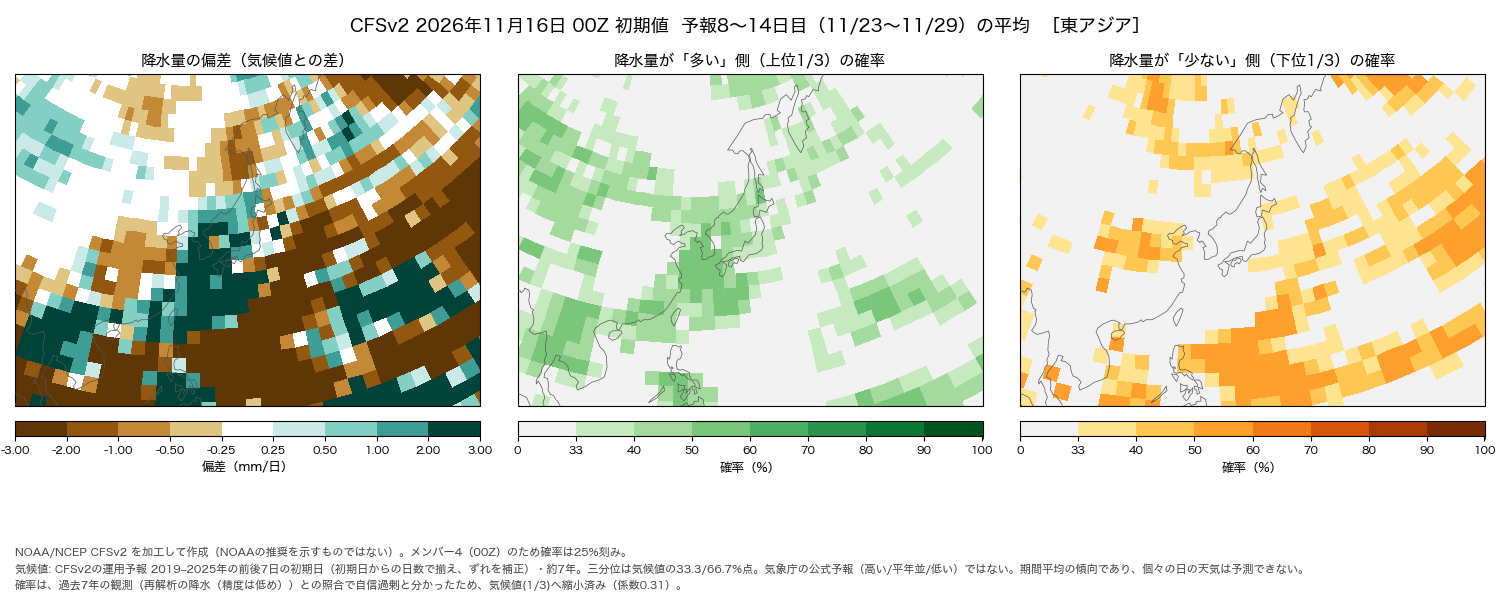 CFSv2 2026年11月16日 00Z 初期値 予報8〜14日目（11/23〜11/29）の平均 ［東アジア］
降水量の偏差（気候値との差）
降水量が「多い」側（上位1/3）の確率
降水量が「少ない」側（下位1/3）の確率
-3.00 -2.00 -1.00 -0.50 -0.25 0.25 0.50 1.00 2.00 3.00
偏差（mm/日）
0 33 40 50 60 70 80 90 100
確率（%）
0 33 40 50 60 70 80 90 100
確率（%）
NOAA/NCEP CFSv2 を加工して作成（NOAAの推奨を示すものではない）。メンバー4（00Z）のため確率は25%刻み。
気候値: CFSv2の運用予報 2019–2025年の前後7日の初期日（初期日からの日数で揃え、ずれを補正）・約7年。三分位は気候値の33.3/66.7%点。気象庁の公式予報（高い/平年並/低い）ではない。期間平均の傾向であり、個々の日の天気は予測できない。
確率は、過去7年の観測（再解析の降水（精度は低め））との照合で自信過剰と分かったため、気候値(1/3)へ縮小済み（係数0.31）。